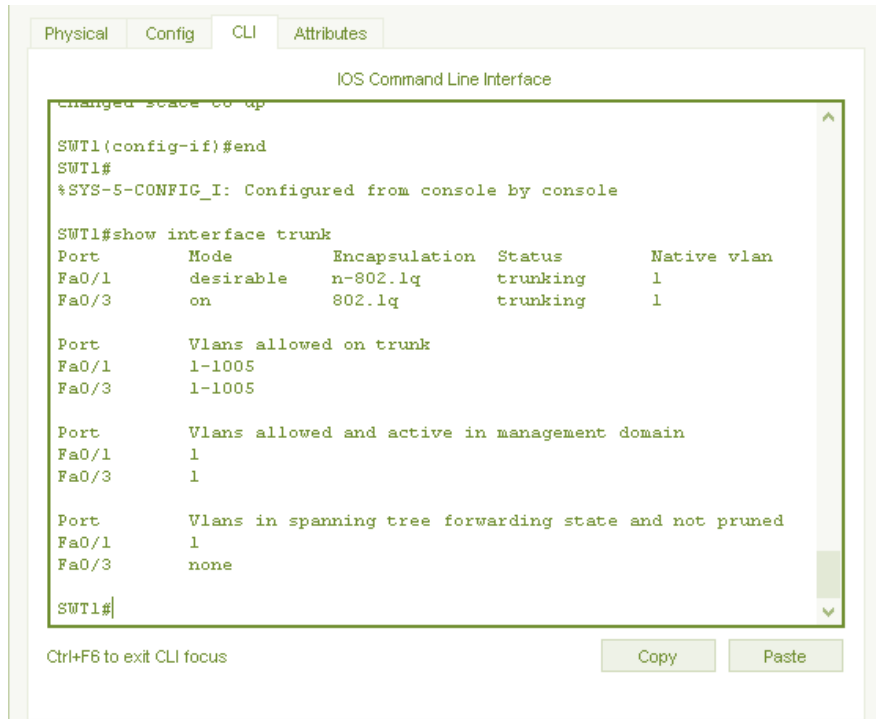 Physical Config CLI Attributes
IOS Command Line Interface
changed state to up
SWT1(config-if)#end
SWT1#
%SYS-5-CONFIG_I: Configured from console by console
SWT1#show interface trunk
Port Mode Encapsulation Status Native vlan
Fa0/1 desirable n-802.1q trunking 1
Fa0/3 on 802.1q trunking 1
Port Vlans allowed on trunk
Fa0/1 1-1005
Fa0/3 1-1005
Port Vlans allowed and active in management domain
Fa0/1 1
Fa0/3 1
Port Vlans in spanning tree forwarding state and not pruned
Fa0/1 1
Fa0/3 none
SWT1#
Ctrl+F6 to exit CLI focus Copy Paste